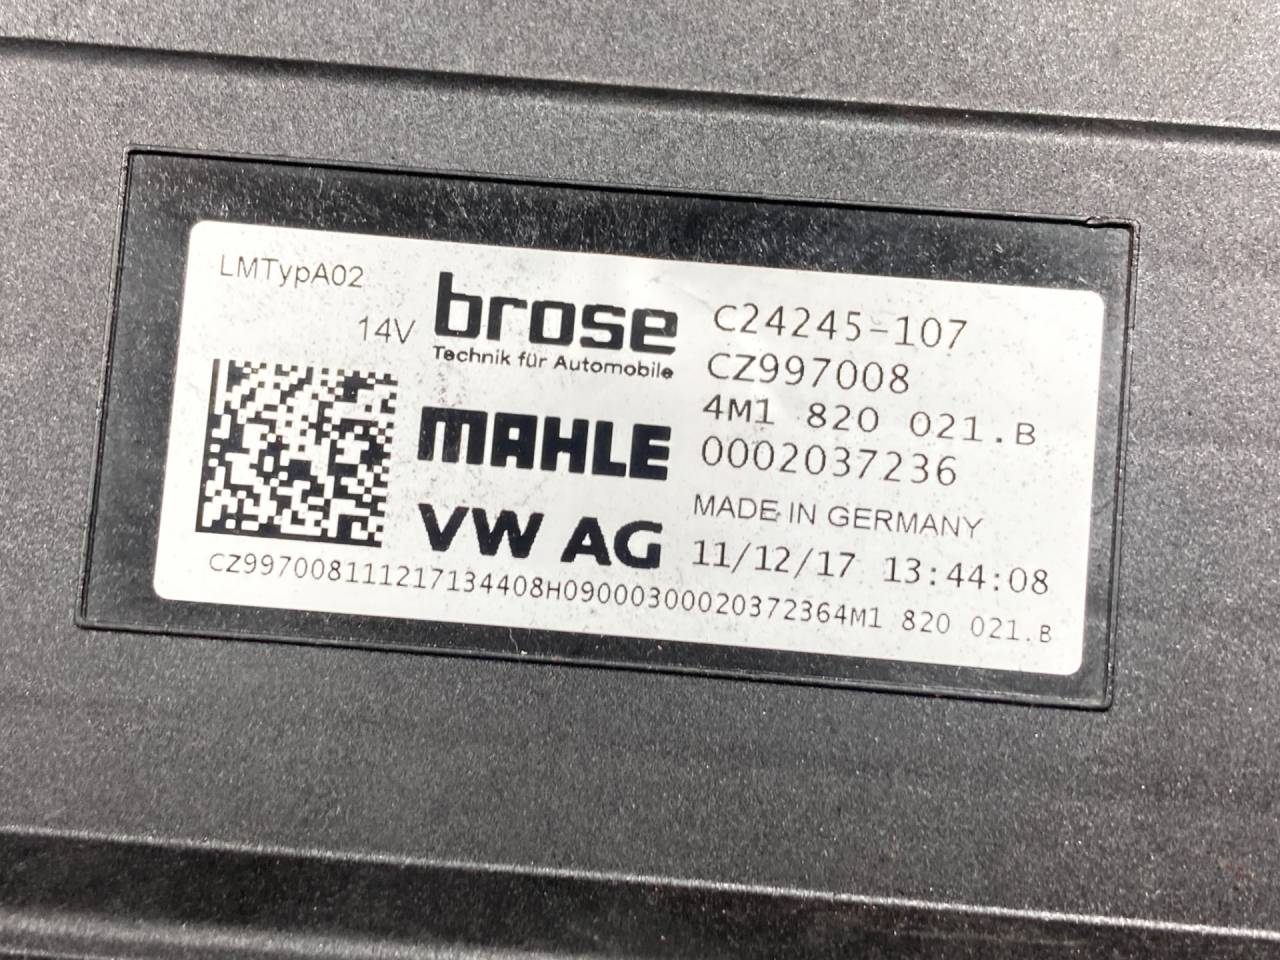 LMTypA02
14V
brose
Technik für Automobile
MAHLE
VW AG
C24245-107
CZ997008
4M1 820 021.B
0002037236
MADE IN GERMANY
11/12/17 13:44:08
CZ997008111217134408H09000300020372364M1 820 021.B